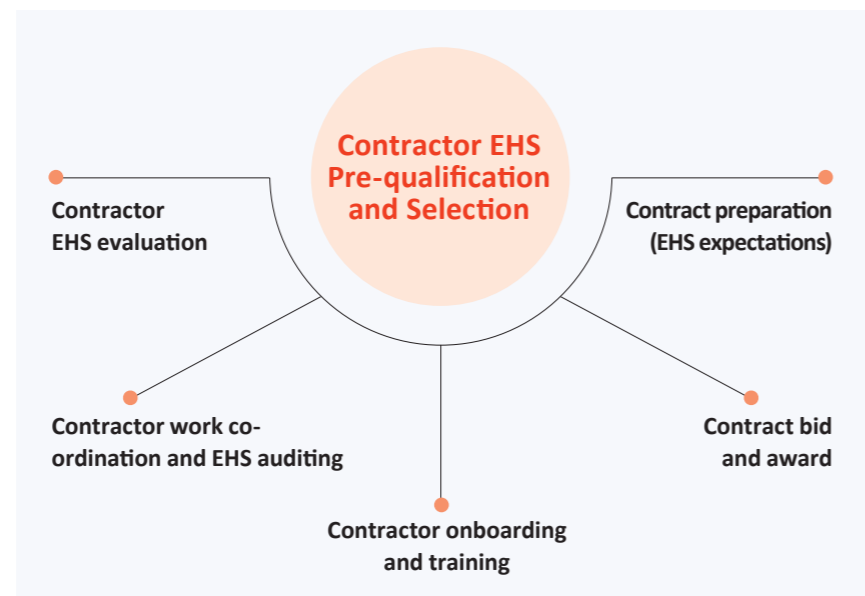 Contractor EHS
Pre-qualification
and Selection
Contractor
EHS evaluation
Contract preparation
(EHS expectations)
Contractor work co-
ordination and EHS auditing
Contract bid
and award
Contractor onboarding
and training